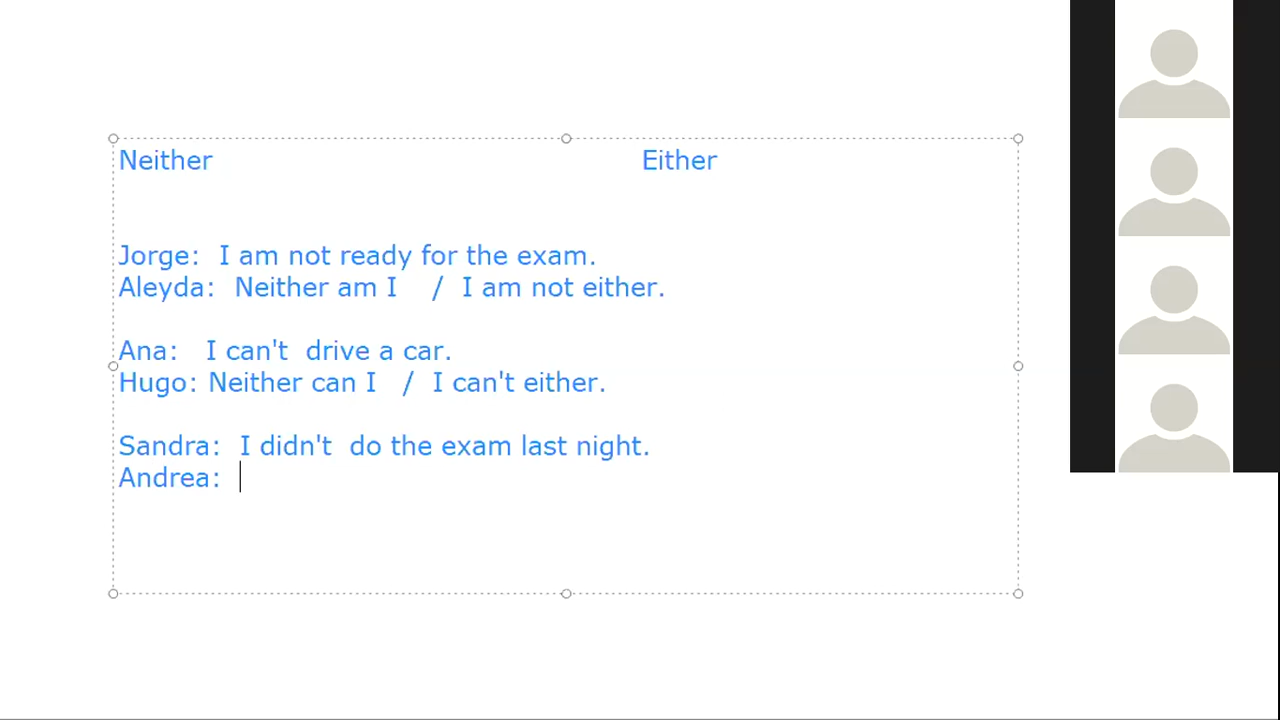 Neither Either
Jorge: I am not ready for the exam.
Aleyda: Neither am I / I am not either.
Ana: I can't drive a car.
Hugo: Neither can I / I can't either.
Sandra: I didn't do the exam last night.
Andrea: